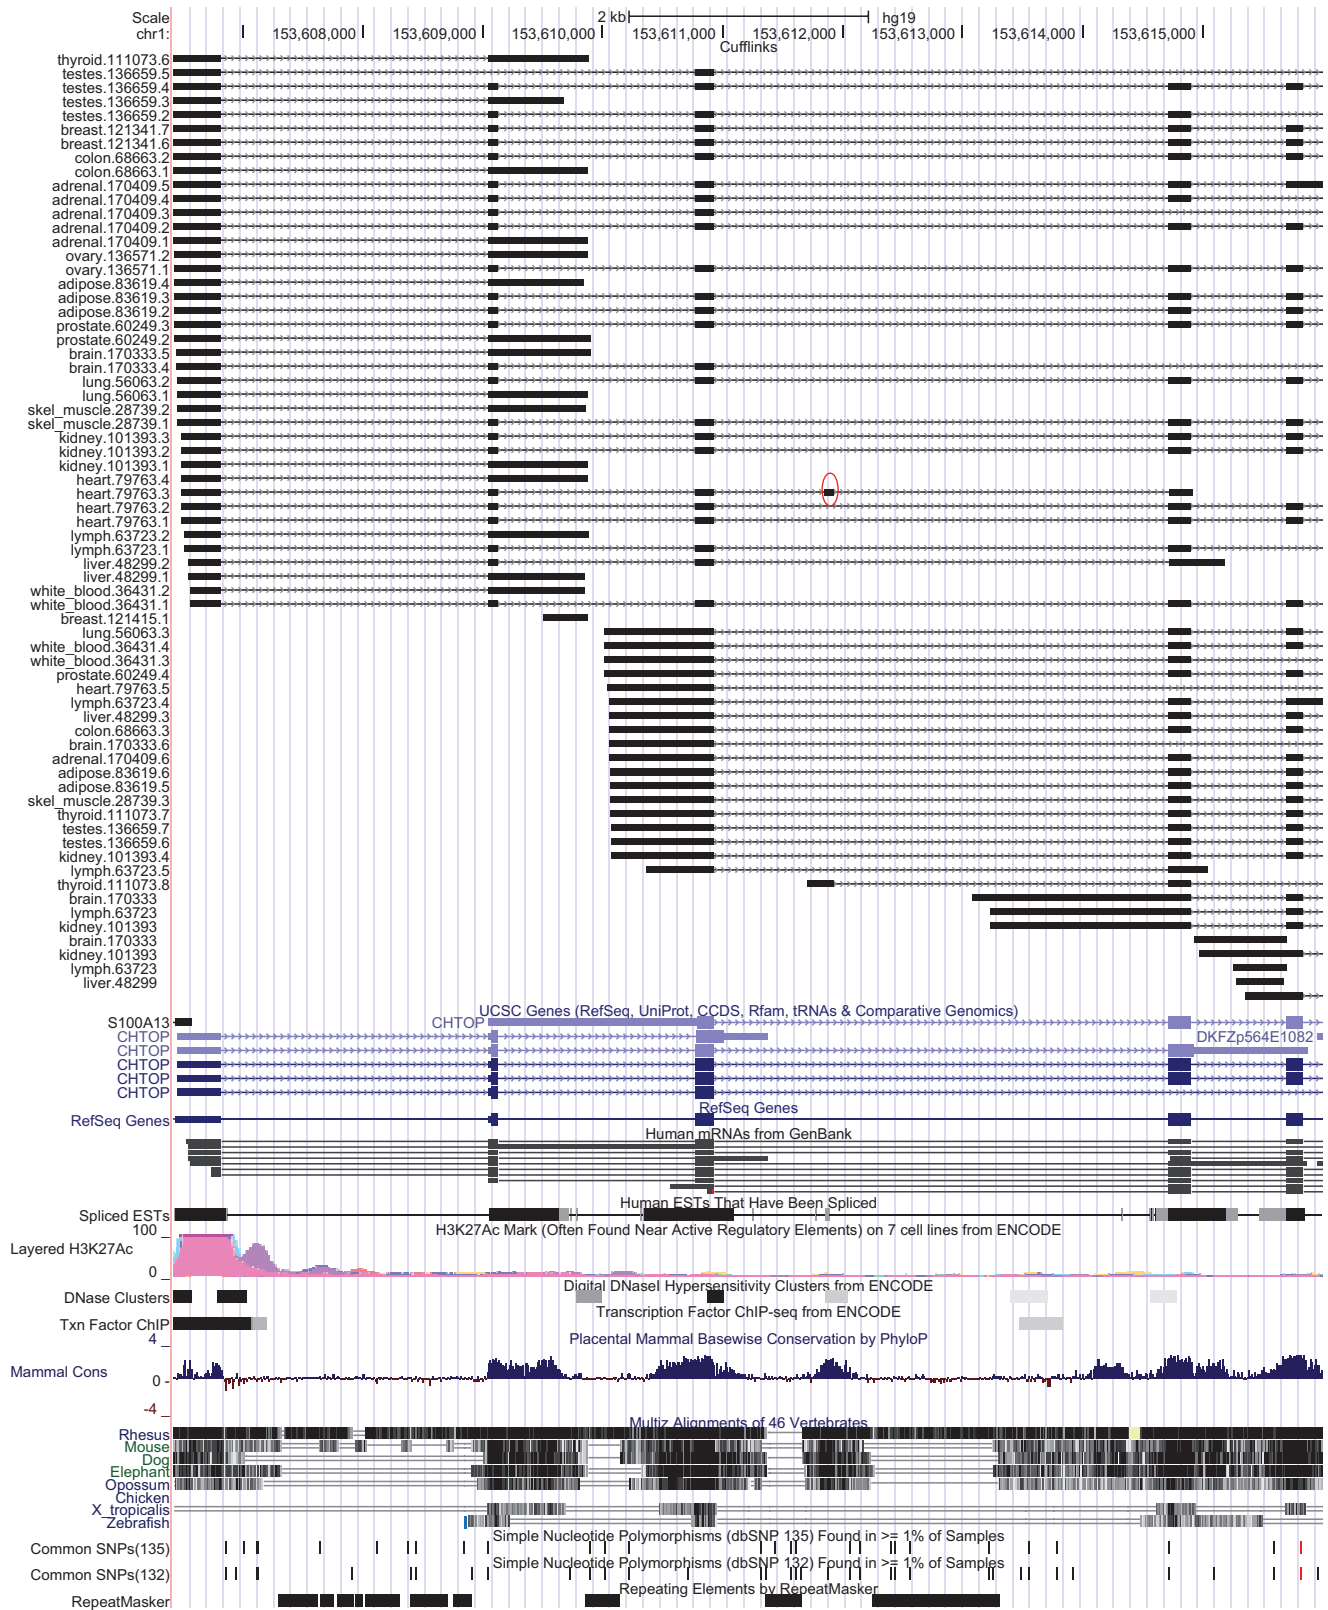 Scale 2 kb hg19
chr1: 153,608,000 153,609,000 153,610,000 153,611,000 153,612,000 153,613,000 153,614,000 153,615,000
Cufflinks
thyroid.111073.6
testes.136659.5
testes.136659.4
testes.136659.3
testes.136659.2
breast.121341.7
breast.121341.6
colon.68663.2
colon.68663.1
adrenal.170409.5
adrenal.170409.4
adrenal.170409.3
adrenal.170409.2
adrenal.170409.1
ovary.136571.2
ovary.136571.1
adipose.83619.4
adipose.83619.3
adipose.83619.2
prostate.60249.3
prostate.60249.2
brain.170333.5
brain.170333.4
lung.56063.2
lung.56063.1
skel_muscle.28739.2
skel_muscle.28739.1
kidney.101393.3
kidney.101393.2
kidney.101393.1
heart.79763.4
heart.79763.3
heart.79763.2
heart.79763.1
lymph.63723.2
lymph.63723.1
liver.48299.2
liver.48299.1
white_blood.36431.2
white_blood.36431.1
breast.121415.1
lung.56063.3
white_blood.36431.4
white_blood.36431.3
prostate.60249.4
heart.79763.5
lymph.63723.4
liver.48299.3
colon.68663.3
brain.170333.6
adrenal.170409.6
adipose.83619.6
adipose.83619.5
skel_muscle.28739.3
thyroid.111073.7
testes.136659.7
testes.136659.6
kidney.101393.4
lymph.63723.5
thyroid.111073.8
brain.170333
lymph.63723
kidney.101393
brain.170333
kidney.101393
lymph.63723
liver.48299
UCSC Genes (RefSeq, UniProt, CCDS, Rfam, tRNAs & Comparative Genomics)
S100A13 CHTOP
CHTOP DKFZp564E1082
CHTOP
CHTOP
CHTOP
CHTOP
RefSeq Genes
RefSeq Genes
Human mRNAs from GenBank
Human ESTs That Have Been Spliced
Spliced ESTs
H3K27Ac Mark (Often Found Near Active Regulatory Elements) on 7 cell lines from ENCODE
100
Layered H3K27Ac
0
Digital DNaseI Hypersensitivity Clusters from ENCODE
DNase Clusters
Transcription Factor ChIP-seq from ENCODE
Txn Factor ChIP
Placental Mammal Basewise Conservation by PhyloP
4
Mammal Cons
0
-4
Multiz Alignments of 46 Vertebrates
Rhesus
Mouse
Dog
Elephant
Opossum
Chicken
X_tropicalis
Zebrafish
Simple Nucleotide Polymorphisms (dbSNP 135) Found in >= 1% of Samples
Common SNPs(135)
Simple Nucleotide Polymorphisms (dbSNP 132) Found in >= 1% of Samples
Common SNPs(132)
Repeating Elements by RepeatMasker
RepeatMasker